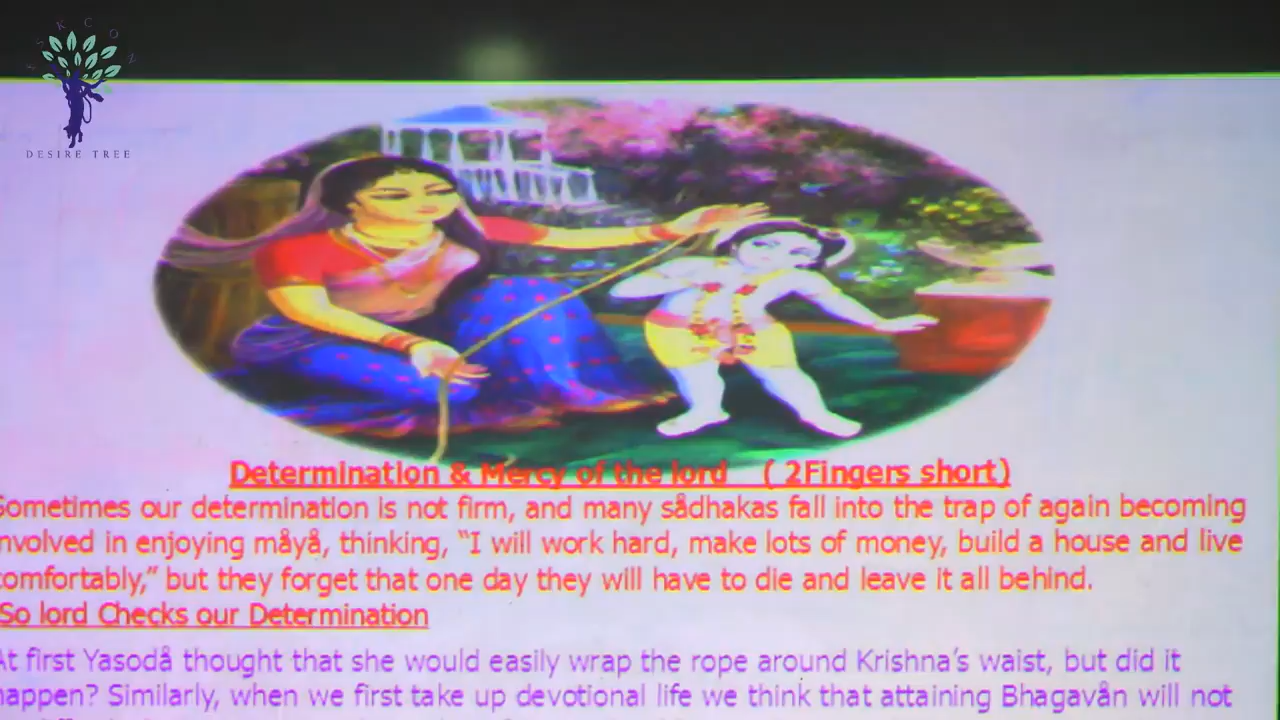 ISKCON
DESIRE TREE
Determination & Mercy of the lord ( 2Fingers short)
Sometimes our determination is not firm, and many sådhakas fall into the trap of again becoming
involved in enjoying måyå, thinking, “I will work hard, make lots of money, build a house and live
comfortably,” but they forget that one day they will have to die and leave it all behind.
So lord Checks our Determination
At first Yasodå thought that she would easily wrap the rope around Krishna’s waist, but did it
happen? Similarly, when we first take up devotional life we think that attaining Bhagavån will not